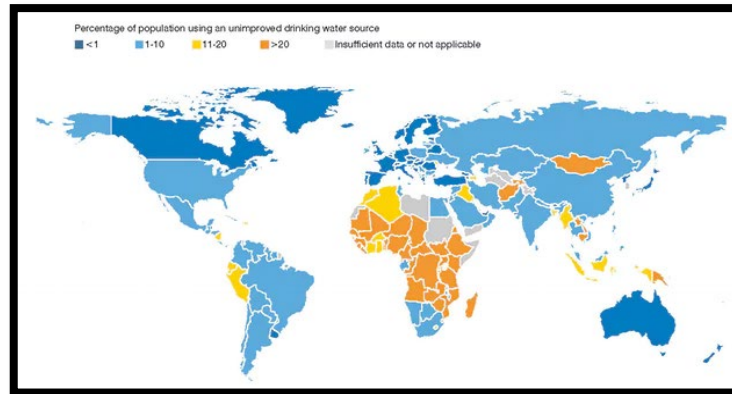 Percentage of population using an unimproved drinking water source
<1 1-10 11-20 >20 Insufficient data or not applicable